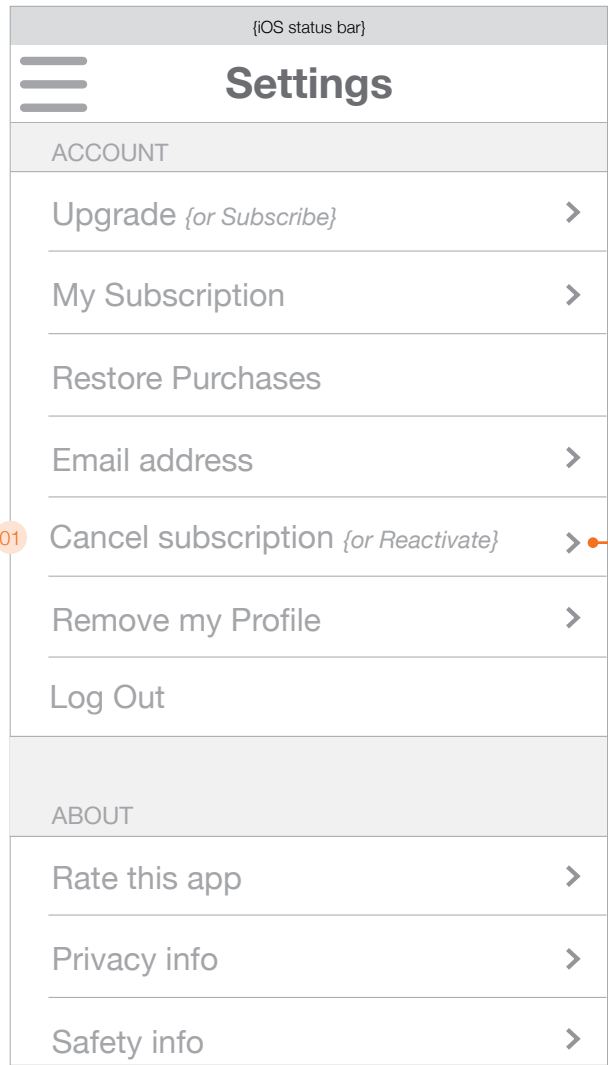 {iOS status bar}
Settings
ACCOUNT
Upgrade {or Subscribe}
My Subscription
Restore Purchases
Email address
01 Cancel subscription {or Reactivate}
Remove my Profile
Log Out
ABOUT
Rate this app
Privacy info
Safety info